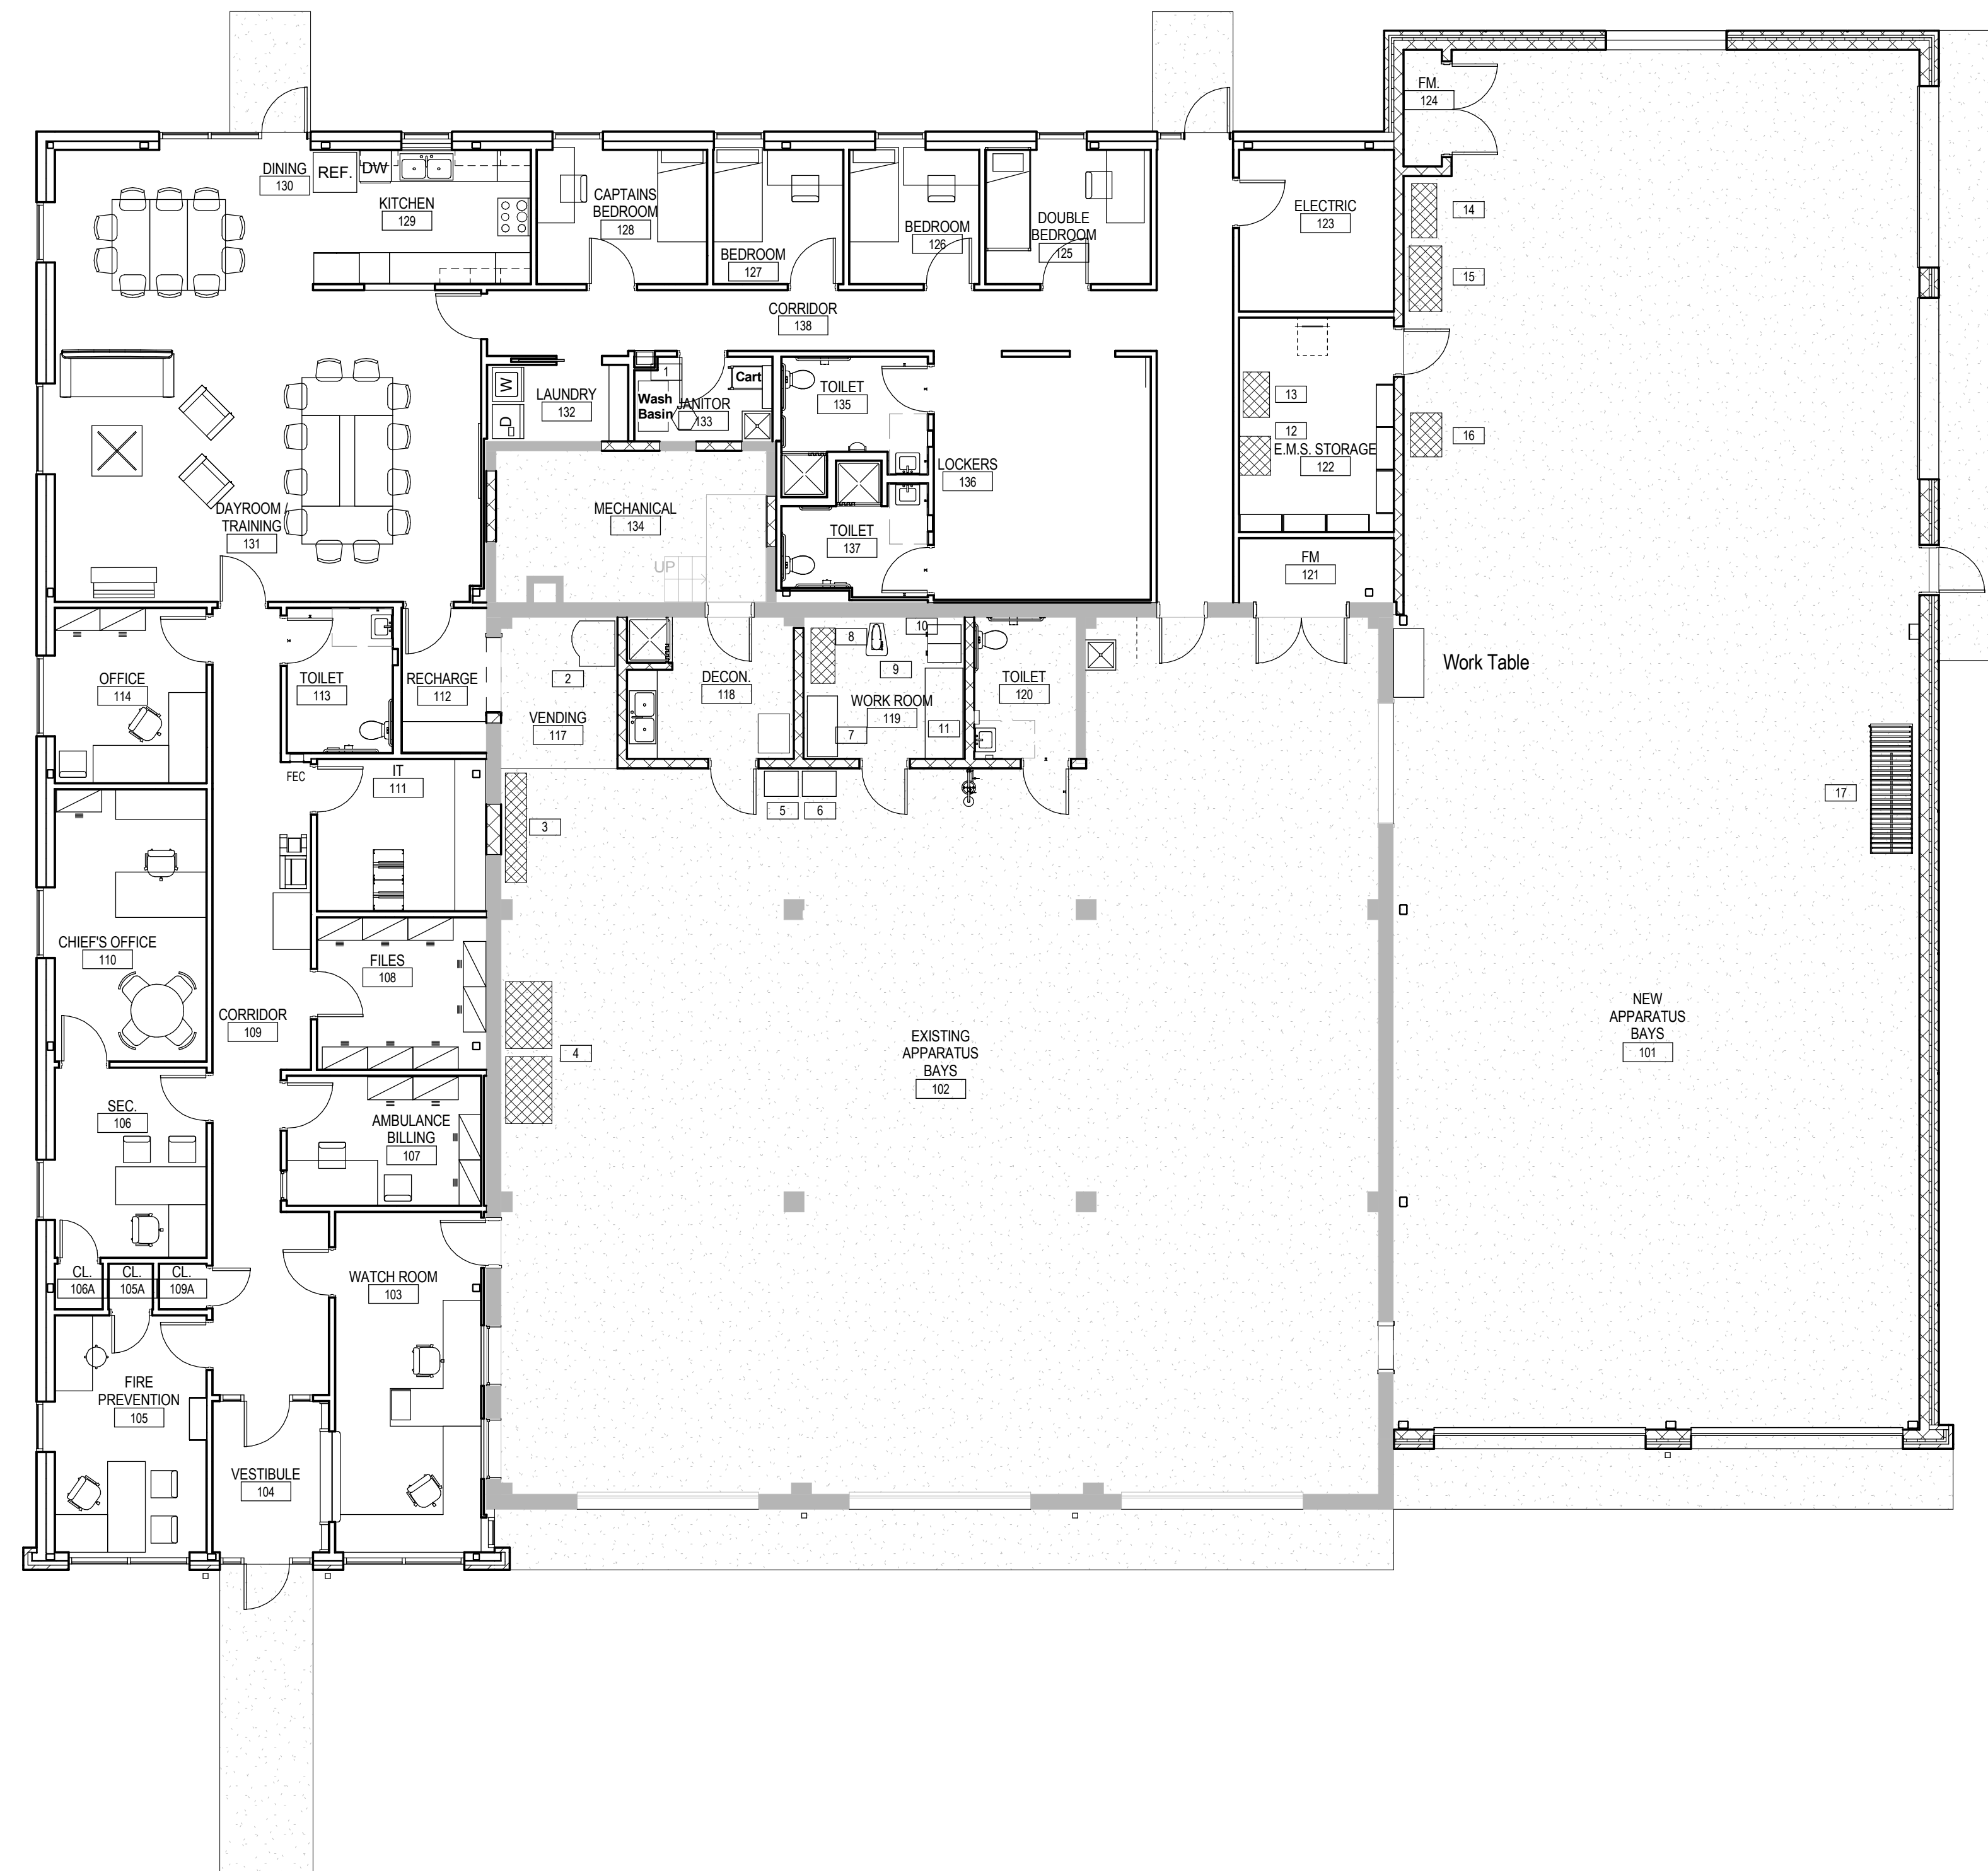 FM.
124
DINING
130
REF.
DW
KITCHEN
129
CAPTAINS
BEDROOM
128
BEDROOM
127
BEDROOM
126
DOUBLE
BEDROOM
125
ELECTRIC
123
14
15
CORRIDOR
138
W
D
LAUNDRY
132
1
Wash
Basin
Cart
JANITOR
133
TOILET
135
13
12
E.M.S. STORAGE
122
16
LOCKERS
136
DAYROOM /
TRAINING
131
MECHANICAL
134
UP
TOILET
137
FM
121
OFFICE
114
TOILET
113
RECHARGE
112
2
VENDING
117
DECON.
118
8
10
9
WORK ROOM
119
7
11
TOILET
120
Work Table
FEC
IT
111
3
5
6
17
CHIEF'S OFFICE
110
FILES
108
CORRIDOR
109
4
EXISTING
APPARATUS
BAYS
102
NEW
APPARATUS
BAYS
101
SEC.
106
AMBULANCE
BILLING
107
CL.
106A
CL.
105A
CL.
109A
WATCH ROOM
103
FIRE
PREVENTION
105
VESTIBULE
104